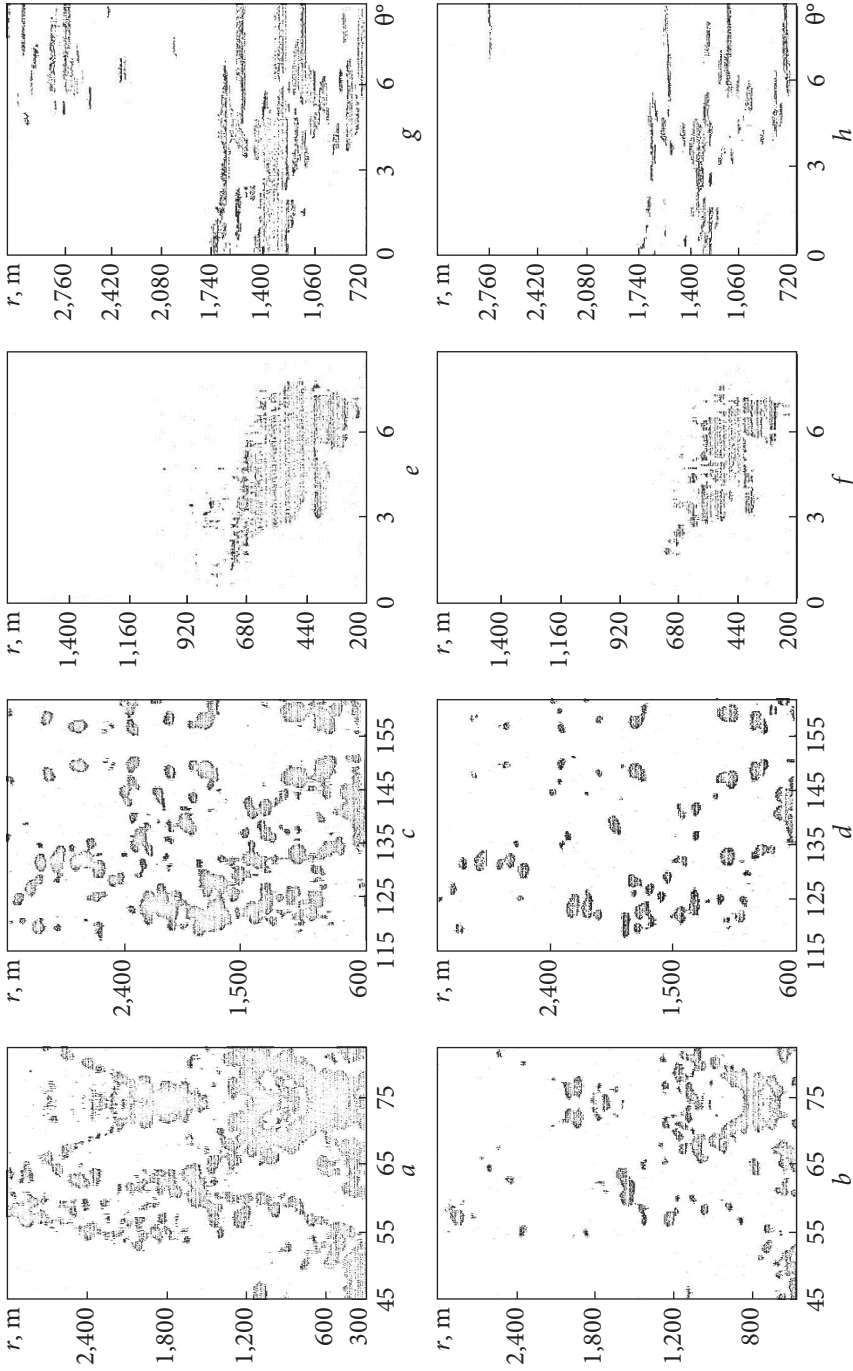 r, m
2,400
1,800
1,200
600
300
45 55 65 75
a
r, m
2,400
1,500
600
115 125 135 145 155
c
r, m
1,400
1,160
920
680
440
200
0 3 6
e
r, m
2,760
2,420
2,080
1,740
1,400
1,060
720
0 3 6 θ°
g
r, m
2,400
1,800
1,200
800
45 55 65 75
b
r, m
2,400
1,500
600
115 125 135 145 155
d
r, m
1,400
1,160
920
680
440
200
0 3 6
f
r, m
2,760
2,420
2,080
1,740
1,400
1,060
720
0 3 6 θ°
h